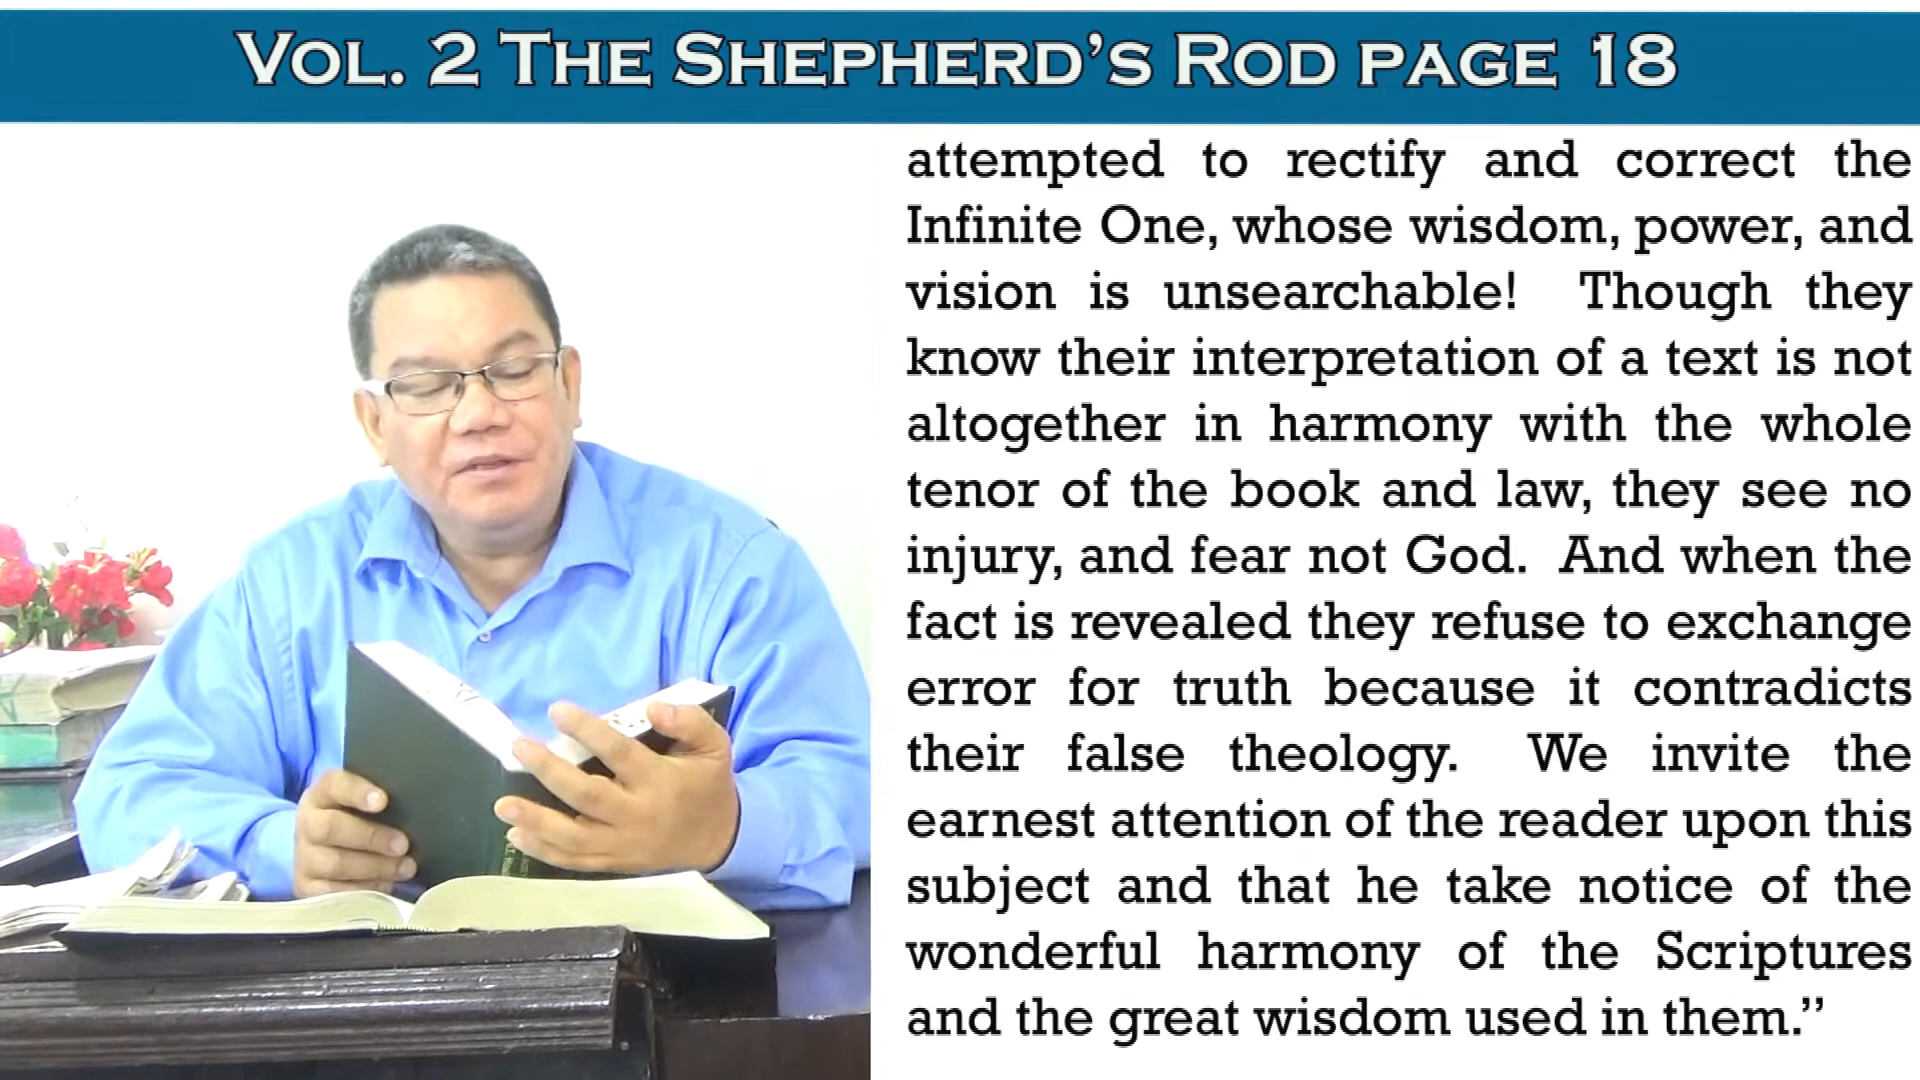 VOL. 2 THE SHEPHERD’S ROD PAGE 18
attempted to rectify and correct the
Infinite One, whose wisdom, power, and
vision is unsearchable! Though they
know their interpretation of a text is not
altogether in harmony with the whole
tenor of the book and law, they see no
injury, and fear not God. And when the
fact is revealed they refuse to exchange
error for truth because it contradicts
their false theology. We invite the
earnest attention of the reader upon this
subject and that he take notice of the
wonderful harmony of the Scriptures
and the great wisdom used in them.”